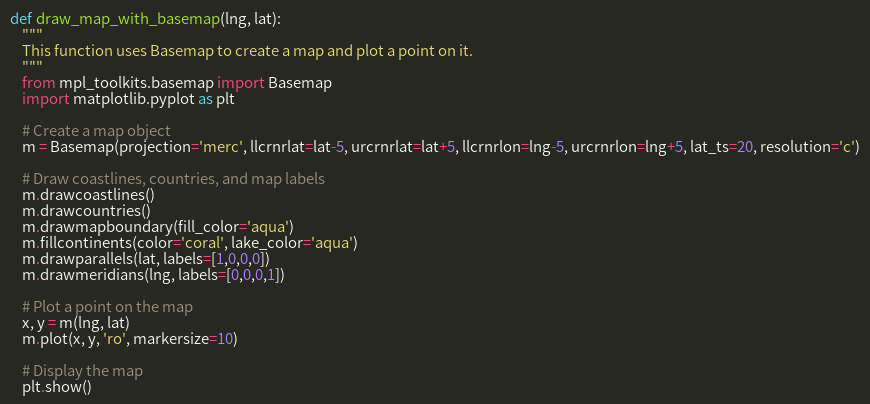 def draw_map_with_basemap(lng, lat):
    """
    This function uses Basemap to create a map and plot a point on it.
    """
    from mpl_toolkits.basemap import Basemap
    import matplotlib.pyplot as plt

    # Create a map object
    m = Basemap(projection='merc', llcrnrlat=lat-5, urcrnrlat=lat+5, llcrnrlon=lng-5, urcrnrlon=lng+5, lat_ts=20, resolution='c')

    # Draw coastlines, countries, and map labels
    m.drawcoastlines()
    m.drawcountries()
    m.drawmapboundary(fill_color='aqua')
    m.fillcontinents(color='coral', lake_color='aqua')
    m.drawparallels(lat, labels=[1,0,0,0])
    m.drawmeridians(lng, labels=[0,0,0,1])

    # Plot a point on the map
    x, y = m(lng, lat)
    m.plot(x, y, 'ro', markersize=10)

    # Display the map
    plt.show()